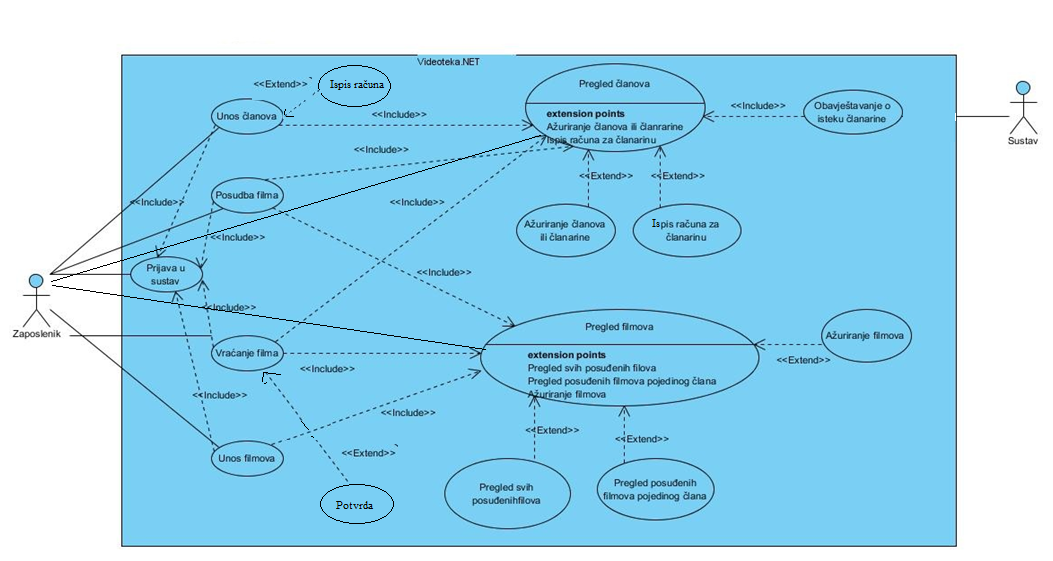 Videoteka.NET
<<Extend>>
Ispis računa
Unos članova
<<Include>>
Pregled članova
extension points
Ažuriranje članova ili članrarine
Ispis računa za članarinu
<<Include>>
Obavještavanje o
isteku članarine
Sustav
<<Include>>
<<Extend>>
<<Extend>>
Posudba filma
<<Include>>
<<Include>>
Ažuriranje članova
ili članarine
Ispis računa za
članarinu
<<Include>>
Prijava u
sustav
<<Include>>
Zaposlenik
<<Include>>
Vraćanje filma
<<Include>>
Pregled filmova
extension points
Pregled svih posuđenih filova
Pregled posuđenih filmova pojedinog člana
Ažuriranje filmova
Ažuriranje filmova
<<Extend>>
<<Include>>
<<Include>>
<<Extend>>
<<Extend>>
<<Extend>>
Unos filmova
Potvrda
Pregled svih
posuđenihfilova
Pregled posuđenih
filmova pojedinog člana